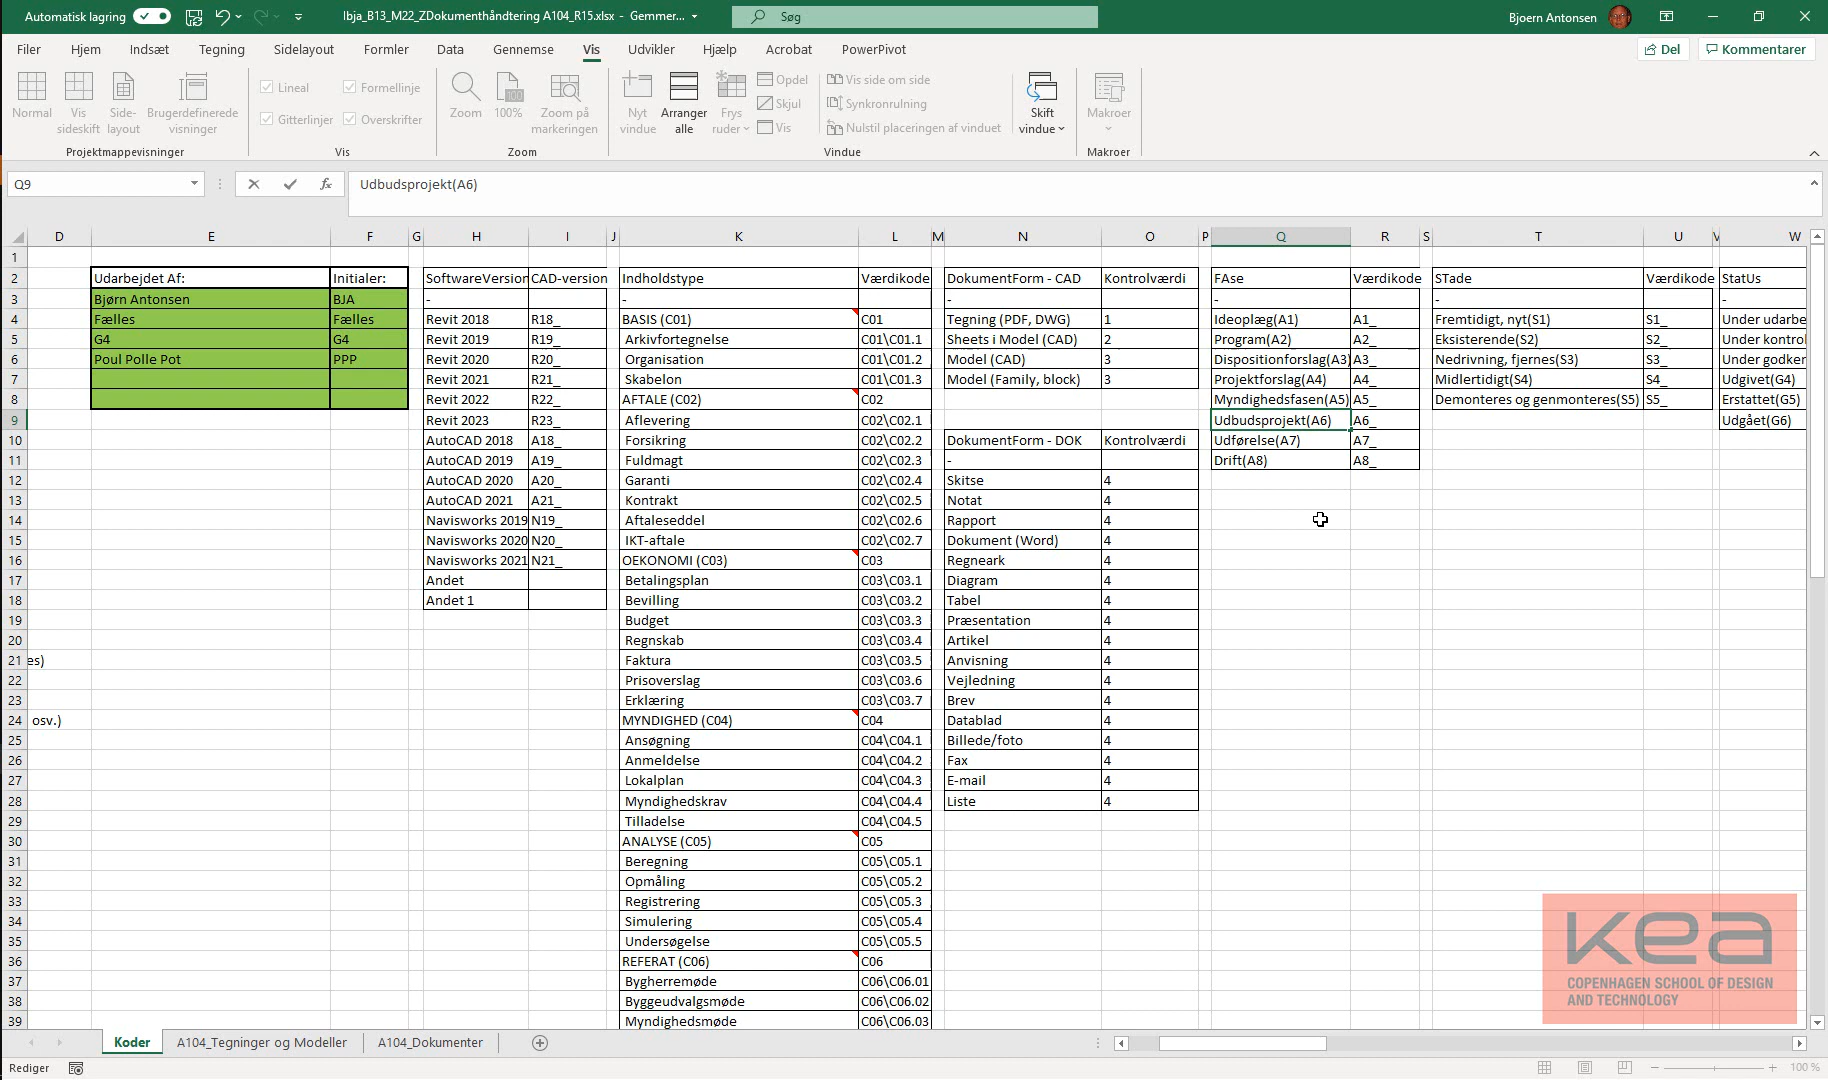 Automatisk lagring
Ibja_B13_M22_ZDokumenthåndtering A104_R15.xlsx - Gemmer...
Søg
Bjoern Antonsen
Filer Hjem Indsæt Tegning Sidelayout Formler Data Gennemse Vis Udvikler Hjælp Acrobat PowerPivot
Del Kommentarer
Normal Vis sideskift Side-layout Brugerdefinerede visninger
Projektmappevisninger
Lineal Formellinje
Gitterlinjer Overskrifter
Vis
Zoom 100% Zoom på markeringen
Zoom
Nyt vindue Arranger alle Frys ruder
Opdel
Skjul
Vis
Vis side om side
Synkronrulning
Nulstil placeringen af vinduet
Skift vindue
Vindue
Makroer
Makroer
Q9
fx
Udbudsprojekt(A6)
D E F G H I J K L M N O P Q R S T U V W
1
2 Udarbejdet Af: Initialer: SoftwareVersion CAD-version Indholdstype Værdikode DokumentForm - CAD Kontrolværdi FAse Værdikode STade Værdikode StatUs
3 Bjørn Antonsen BJA - - - - - -
4 Fælles Fælles Revit 2018 R18_ BASIS (C01) C01 Tegning (PDF, DWG) 1 Ideoplæg(A1) A1_ Fremtidigt, nyt(S1) S1_ Under udarbe
5 G4 G4 Revit 2019 R19_ Arkivfortegnelse C01\C01.1 Sheets i Model (CAD) 2 Program(A2) A2_ Eksisterende(S2) S2_ Under kontrol
6 Poul Polle Pot PPP Revit 2020 R20_ Organisation C01\C01.2 Model (CAD) 3 Dispositionforslag(A3) A3_ Nedrivning, fjernes(S3) S3_ Under godker
7 Revit 2021 R21_ Skabelon C01\C01.3 Model (Family, block) 3 Projektforslag(A4) A4_ Midlertidigt(S4) S4_ Udgivet(G4)
8 Revit 2022 R22_ AFTALE (C02) C02 Myndighedsfasen(A5) A5_ Demonteres og genmonteres(S5) S5_ Erstattet(G5)
9 Revit 2023 R23_ Aflevering C02\C02.1 Udbudsprojekt(A6) A6_ Udgået(G6)
10 AutoCAD 2018 A18_ Forsikring C02\C02.2 DokumentForm - DOK Kontrolværdi Udførelse(A7) A7_
11 AutoCAD 2019 A19_ Fuldmagt C02\C02.3 - Drift(A8) A8_
12 AutoCAD 2020 A20_ Garanti C02\C02.4 Skitse 4
13 AutoCAD 2021 A21_ Kontrakt C02\C02.5 Notat 4
14 Navisworks 2019 N19_ Aftaleseddel C02\C02.6 Rapport 4
15 Navisworks 2020 N20_ IKT-aftale C02\C02.7 Dokument (Word) 4
16 Navisworks 2021 N21_ OEKONOMI (C03) C03 Regneark 4
17 Andet Betalingsplan C03\C03.1 Diagram 4
18 Andet 1 Bevilling C03\C03.2 Tabel 4
19 Budget C03\C03.3 Præsentation 4
20 Regnskab C03\C03.4 Artikel 4
21 es) Faktura C03\C03.5 Anvisning 4
22 Prisoverslag C03\C03.6 Vejledning 4
23 Erklæring C03\C03.7 Brev 4
24 osv.) MYNDIGHED (C04) C04 Datablad 4
25 Ansøgning C04\C04.1 Billede/foto 4
26 Anmeldelse C04\C04.2 Fax 4
27 Lokalplan C04\C04.3 E-mail 4
28 Myndighedskrav C04\C04.4 Liste 4
29 Tilladelse C04\C04.5
30 ANALYSE (C05) C05
31 Beregning C05\C05.1
32 Opmåling C05\C05.2
33 Registrering C05\C05.3
34 Simulering C05\C05.4
35 Undersøgelse C05\C05.5
36 REFERAT (C06) C06
37 Bygherremøde C06\C06.01
38 Byggeudvalgsmøde C06\C06.02
39 Myndighedsmøde C06\C06.03
kea
COPENHAGEN SCHOOL OF DESIGN
AND TECHNOLOGY
Koder A104_Tegninger og Modeller A104_Dokumenter
Rediger
100 %